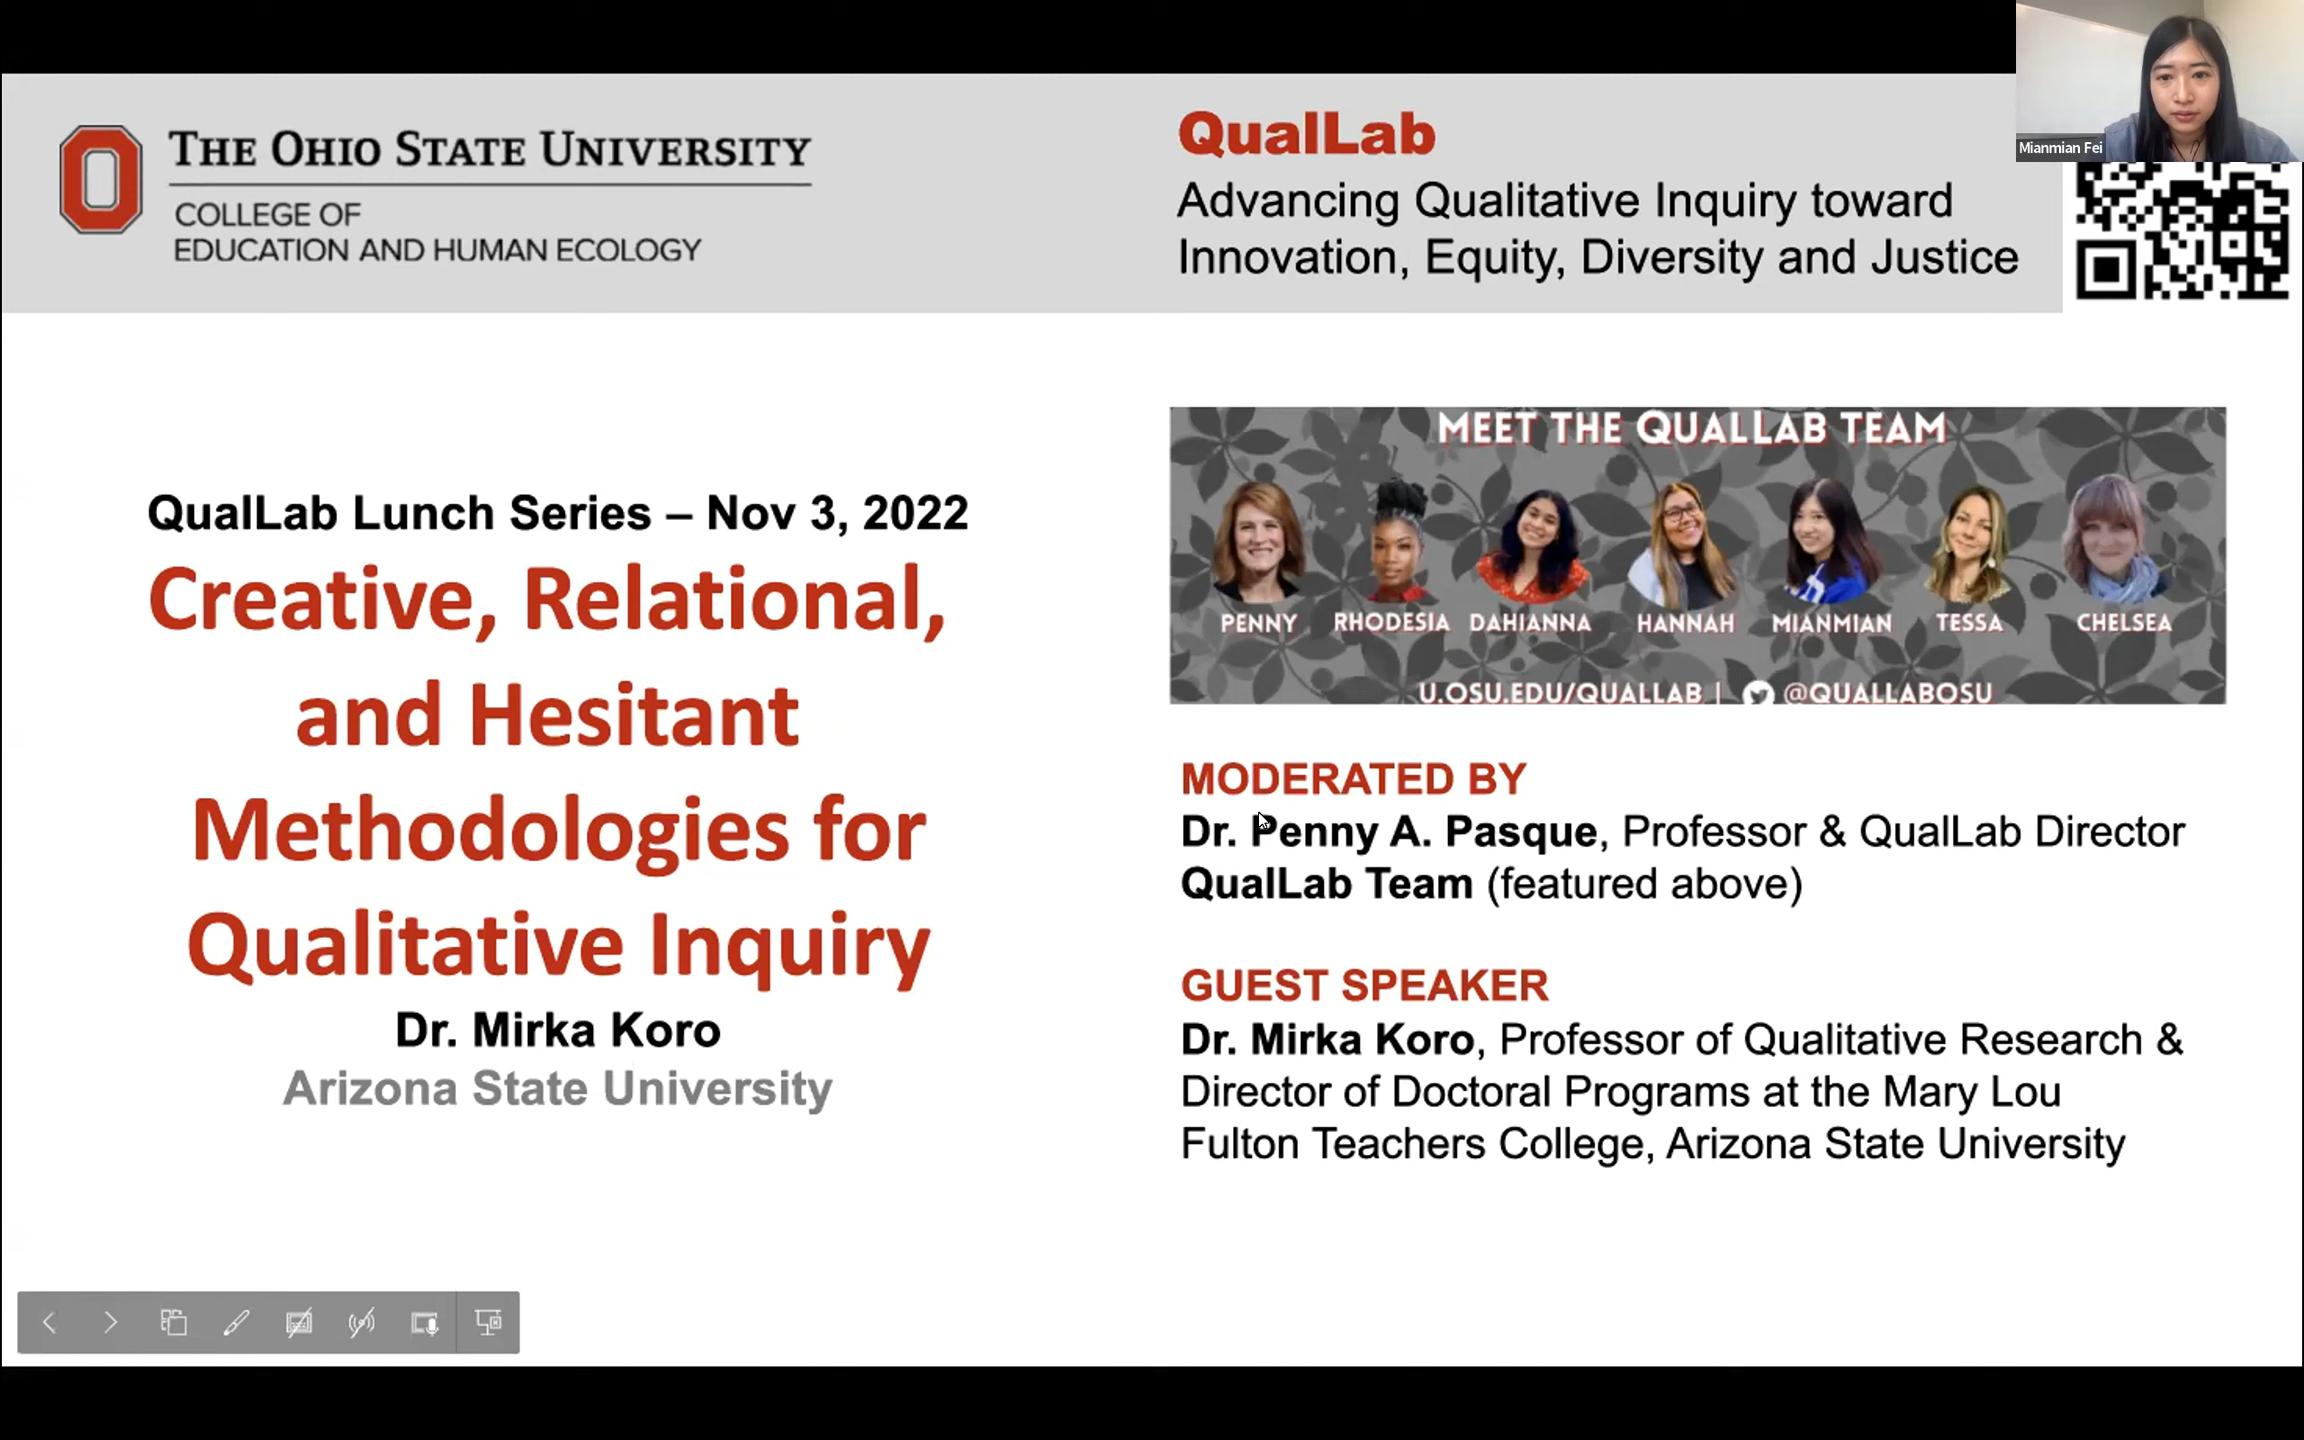 THE OHIO STATE UNIVERSITY
COLLEGE OF
EDUCATION AND HUMAN ECOLOGY
QualLab
Advancing Qualitative Inquiry toward
Innovation, Equity, Diversity and Justice
Mianmian Fei
QualLab Lunch Series – Nov 3, 2022
Creative, Relational,
and Hesitant
Methodologies for
Qualitative Inquiry
Dr. Mirka Koro
Arizona State University
MEET THE QUALLAB TEAM
PENNY RHODESIA DAHIANNA HANNAH MIANMIAN TESSA CHELSEA
U.OSU.EDU/QUALLAB | @QUALLABOSU
MODERATED BY
Dr. Penny A. Pasque, Professor & QualLab Director
QualLab Team (featured above)
GUEST SPEAKER
Dr. Mirka Koro, Professor of Qualitative Research &
Director of Doctoral Programs at the Mary Lou
Fulton Teachers College, Arizona State University